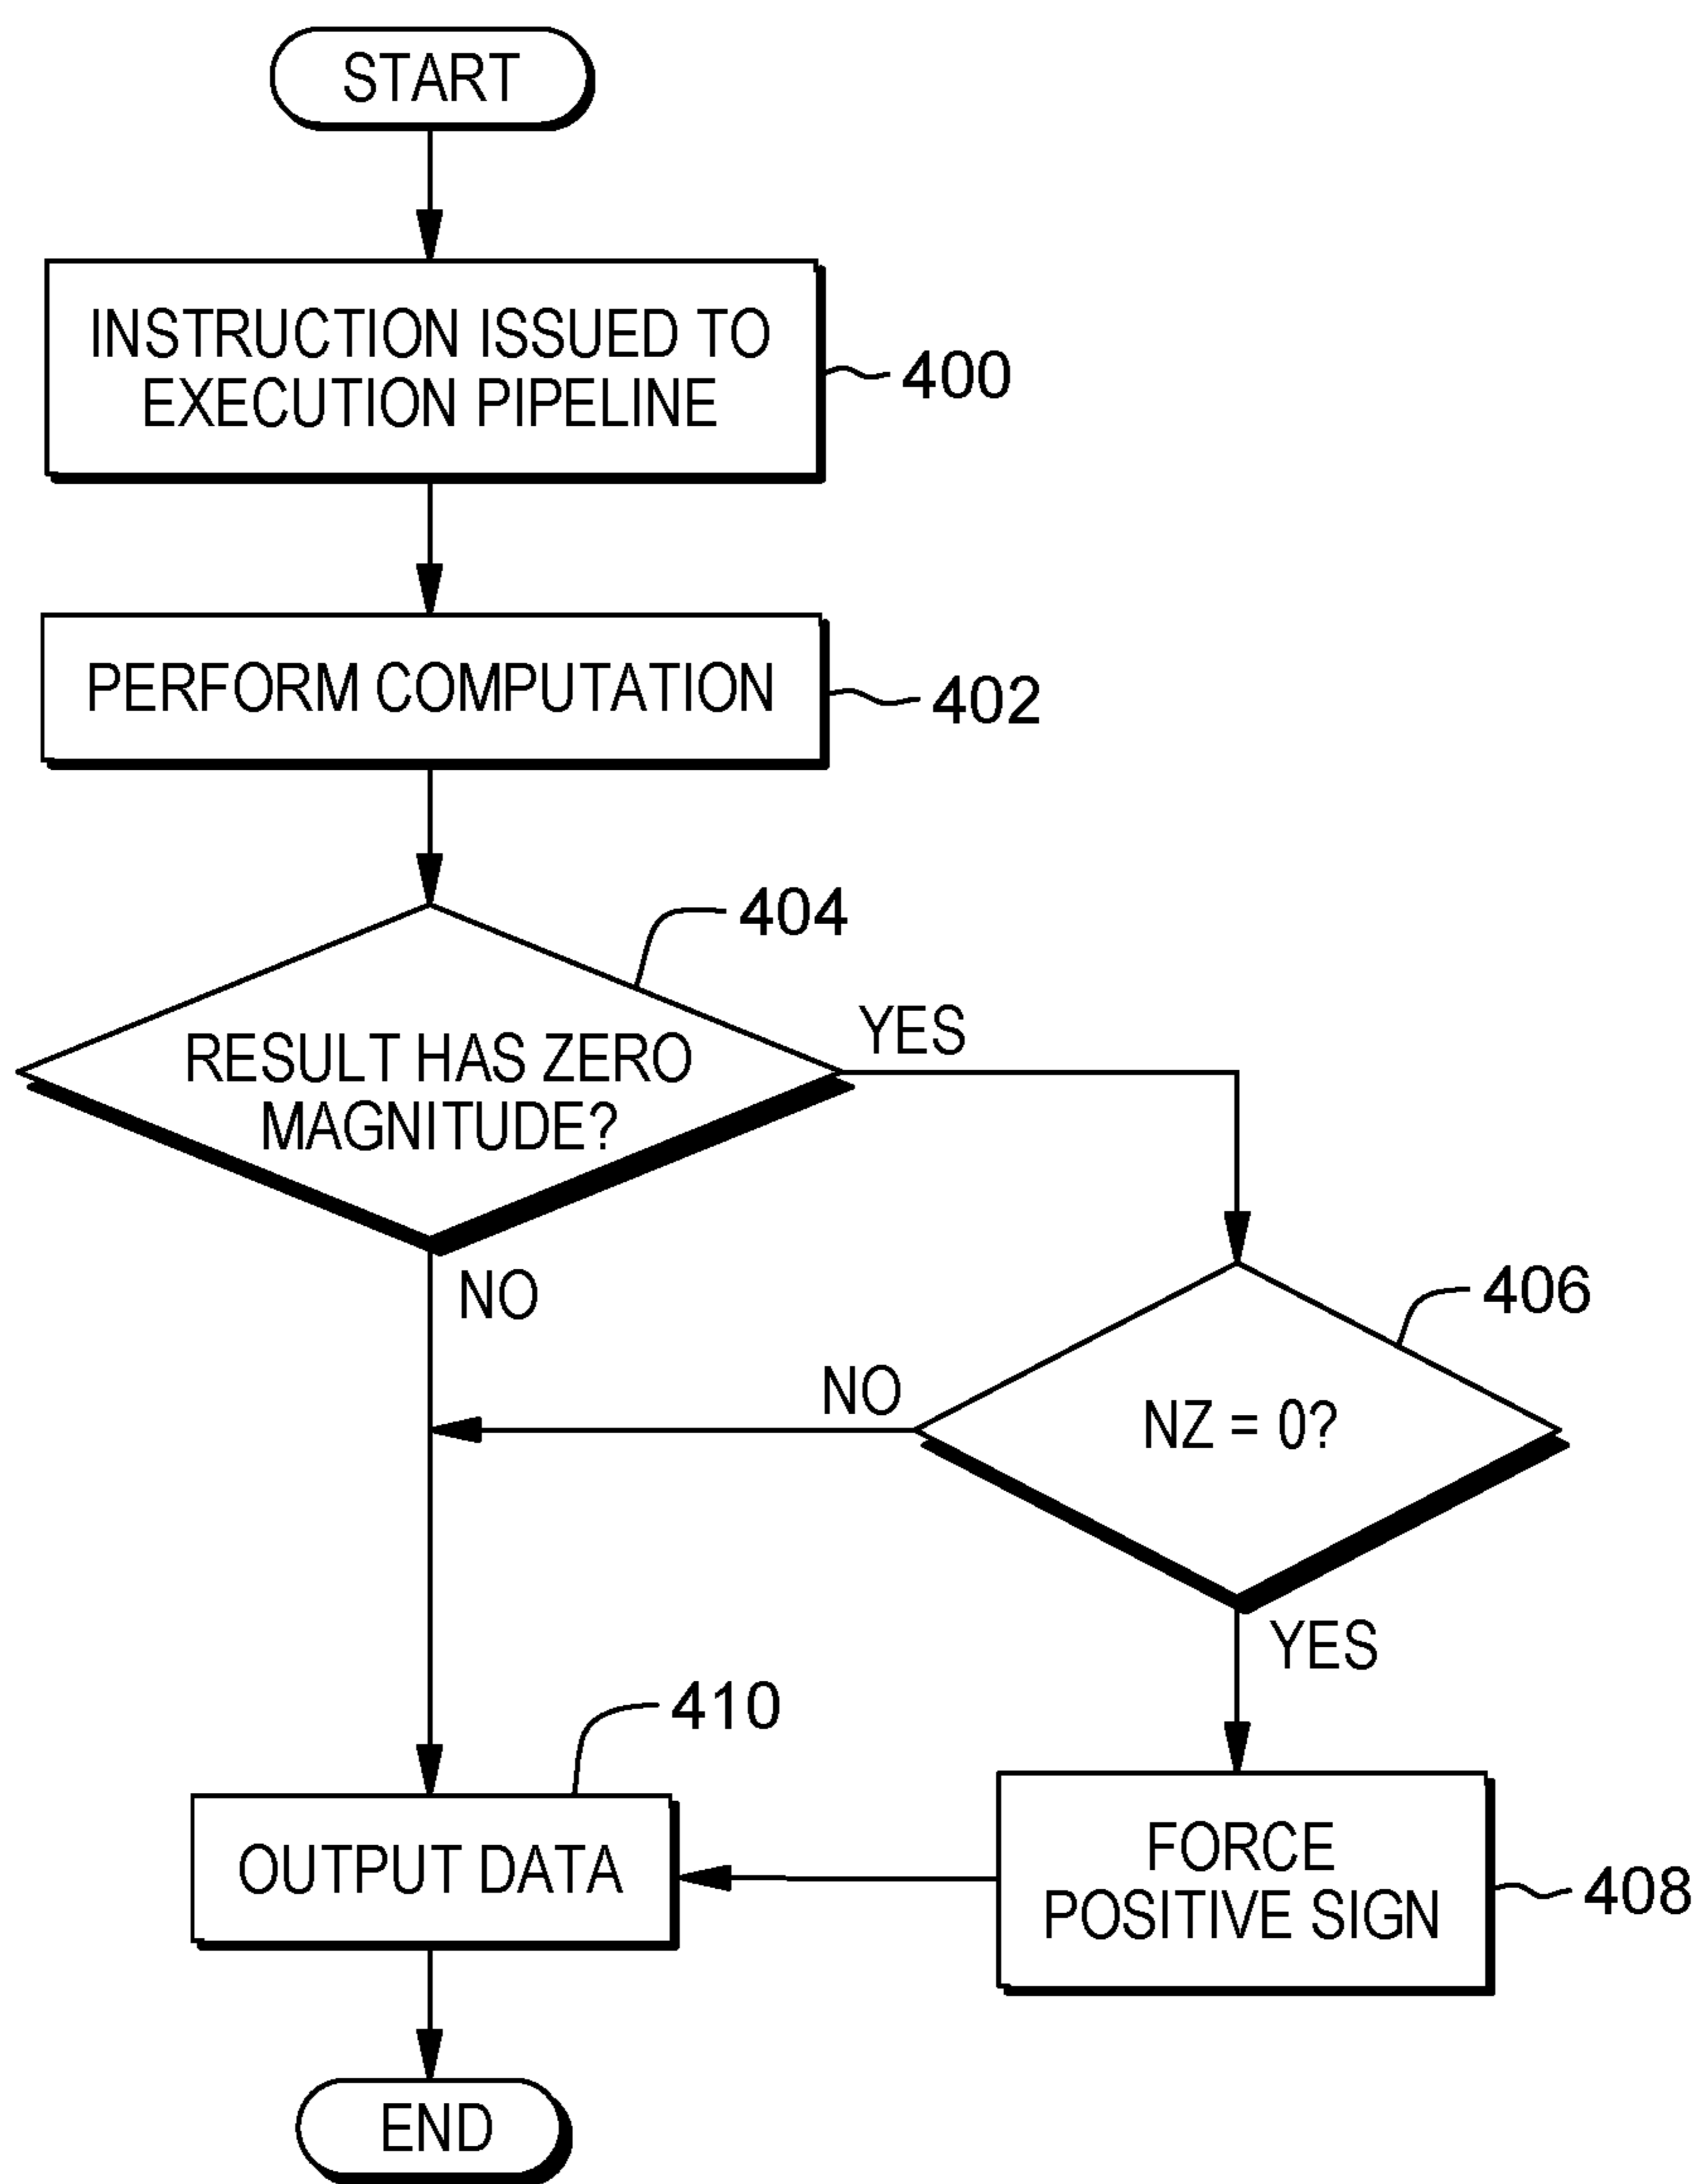 START
INSTRUCTION ISSUED TO
EXECUTION PIPELINE
400
PERFORM COMPUTATION
402
404
RESULT HAS ZERO
MAGNITUDE?
YES
NO
406
NO
NZ = 0?
YES
410
OUTPUT DATA
FORCE
POSITIVE SIGN
408
END